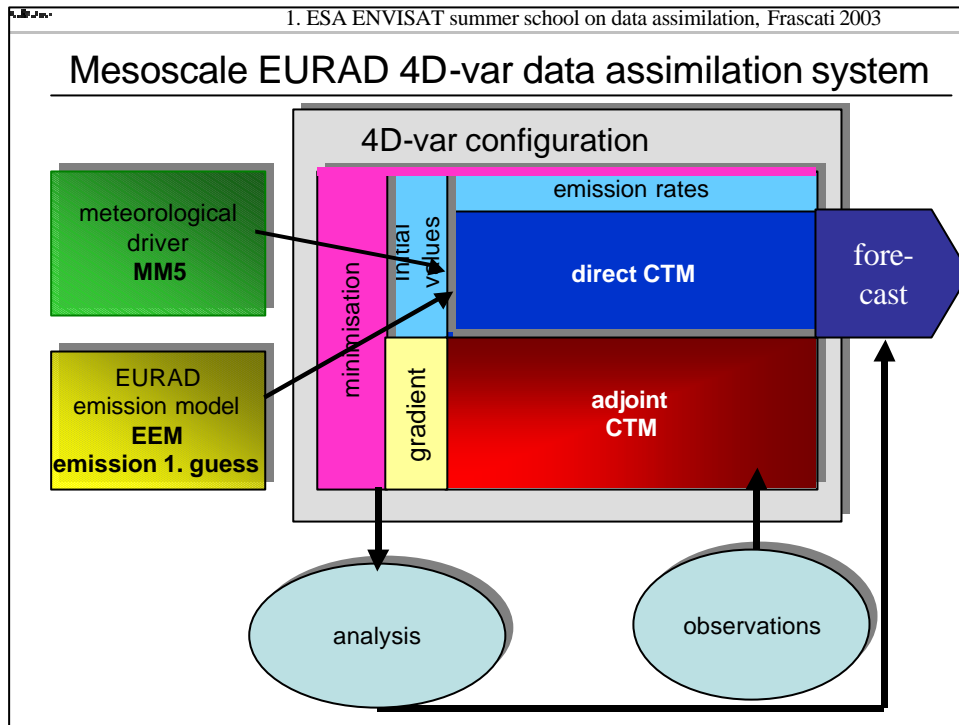 1. ESA ENVISAT summer school on data assimilation, Frascati 2003
Mesoscale EURAD 4D-var data assimilation system
4D-var configuration
meteorological
driver
MM5
EURAD
emission model
EEM
emission 1. guess
minimisation
initial
values
emission rates
direct CTM
fore-
cast
gradient
adjoint
CTM
analysis
observations